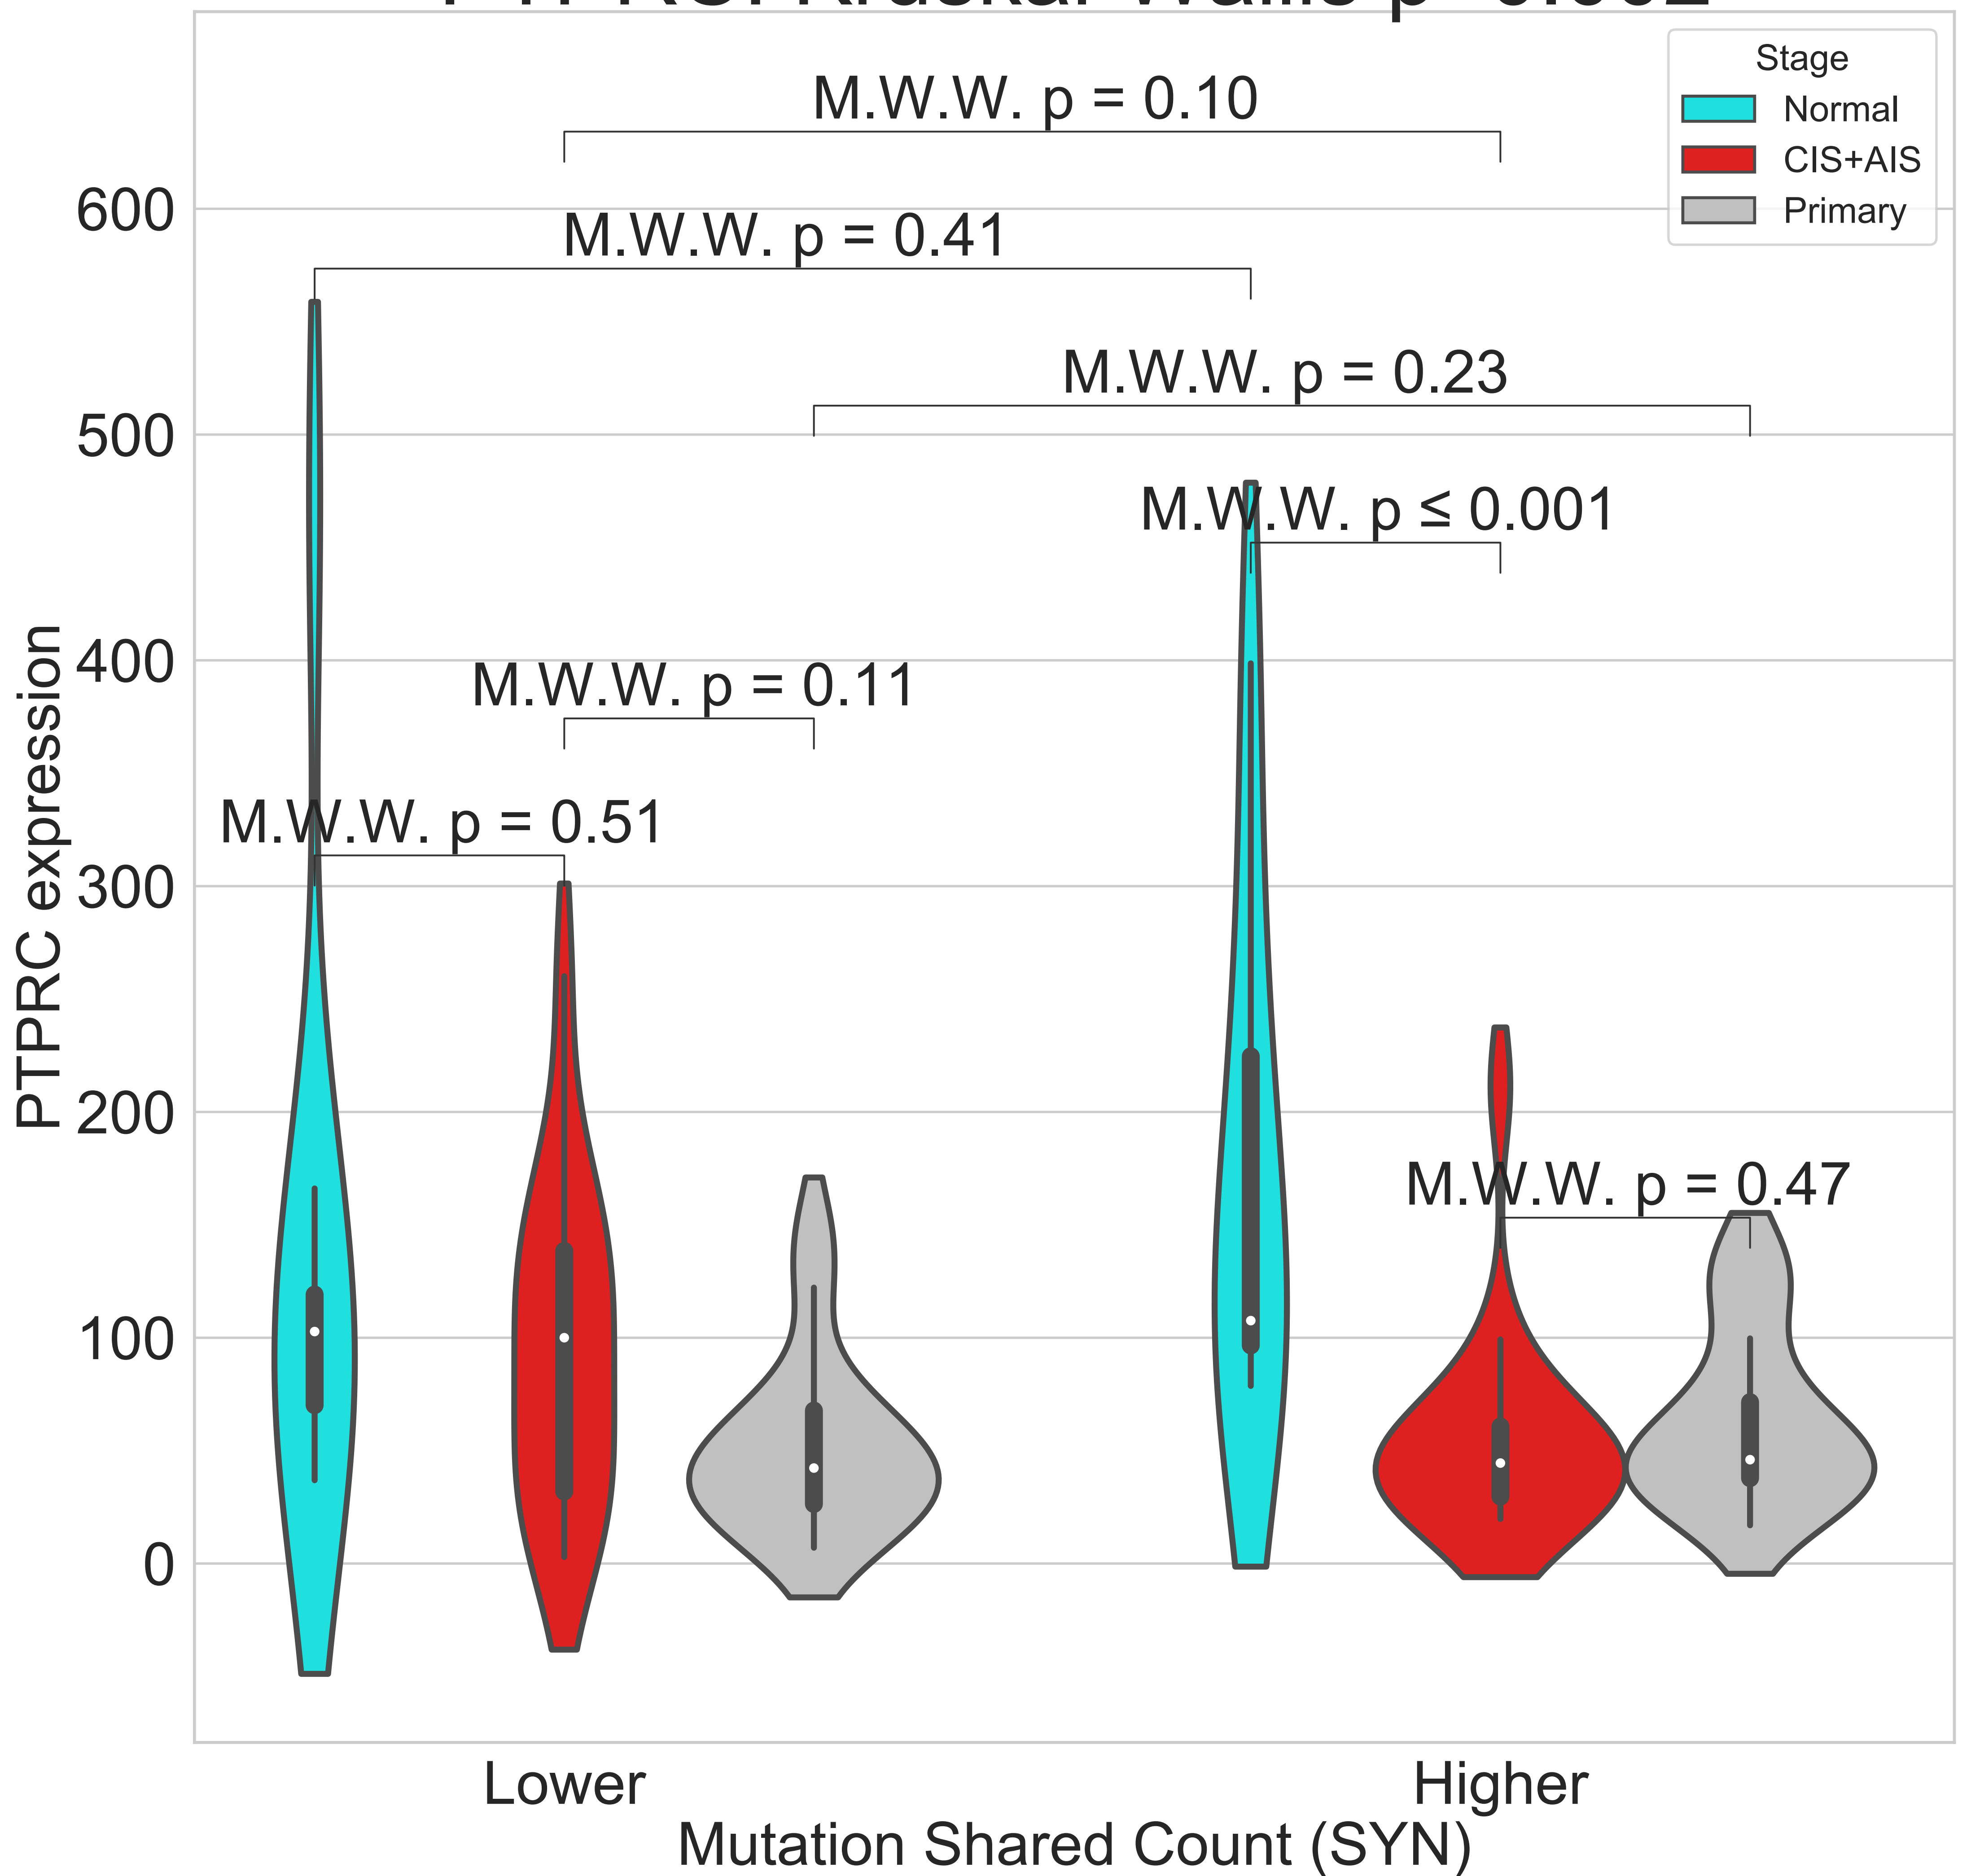 Stage
Normal
CIS+AIS
Primary
M.W.W. p = 0.10
M.W.W. p = 0.41
M.W.W. p = 0.23
M.W.W. p ≤ 0.001
M.W.W. p = 0.11
M.W.W. p = 0.51
M.W.W. p = 0.47
600
500
400
300
200
100
0
PTPRC expression
Lower
Higher
Mutation Shared Count (SYN)